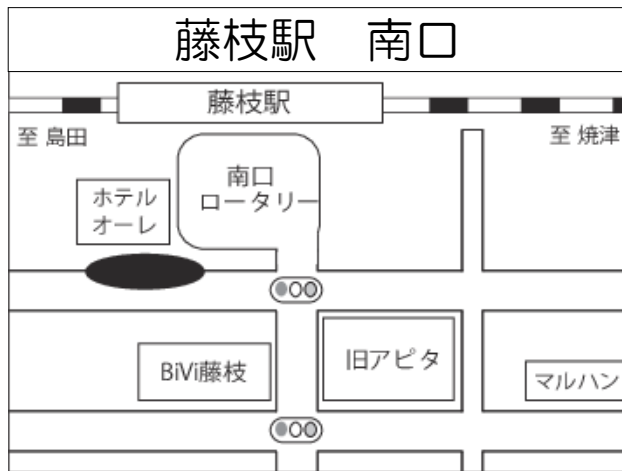 藤枝駅　南口
藤枝駅
至 島田
至 焼津
南口
ロータリー
ホテル
オーレ
BiVi藤枝
旧アピタ
マルハン